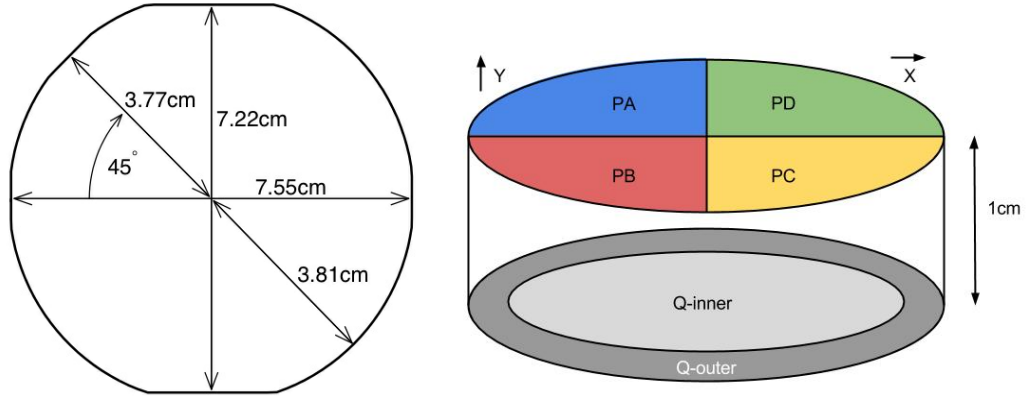 3.77cm
7.22cm
45°
7.55cm
3.81cm
Y
X
PA
PD
PB
PC
1cm
Q-inner
Q-outer